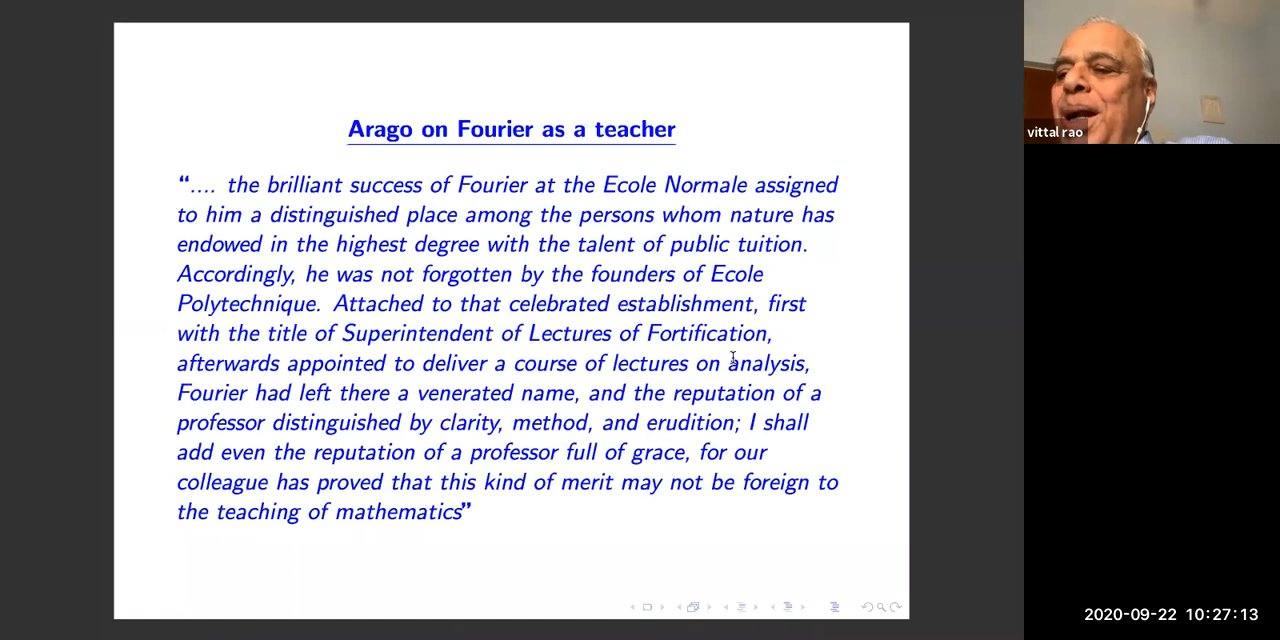 Arago on Fourier as a teacher
“.... the brilliant success of Fourier at the Ecole Normale assigned
to him a distinguished place among the persons whom nature has
endowed in the highest degree with the talent of public tuition.
Accordingly, he was not forgotten by the founders of Ecole
Polytechnique. Attached to that celebrated establishment, first
with the title of Superintendent of Lectures of Fortification,
afterwards appointed to deliver a course of lectures on analysis,
Fourier had left there a venerated name, and the reputation of a
professor distinguished by clarity, method, and erudition; I shall
add even the reputation of a professor full of grace, for our
colleague has proved that this kind of merit may not be foreign to
the teaching of mathematics”
vittal rao
2020-09-22 10:27:13